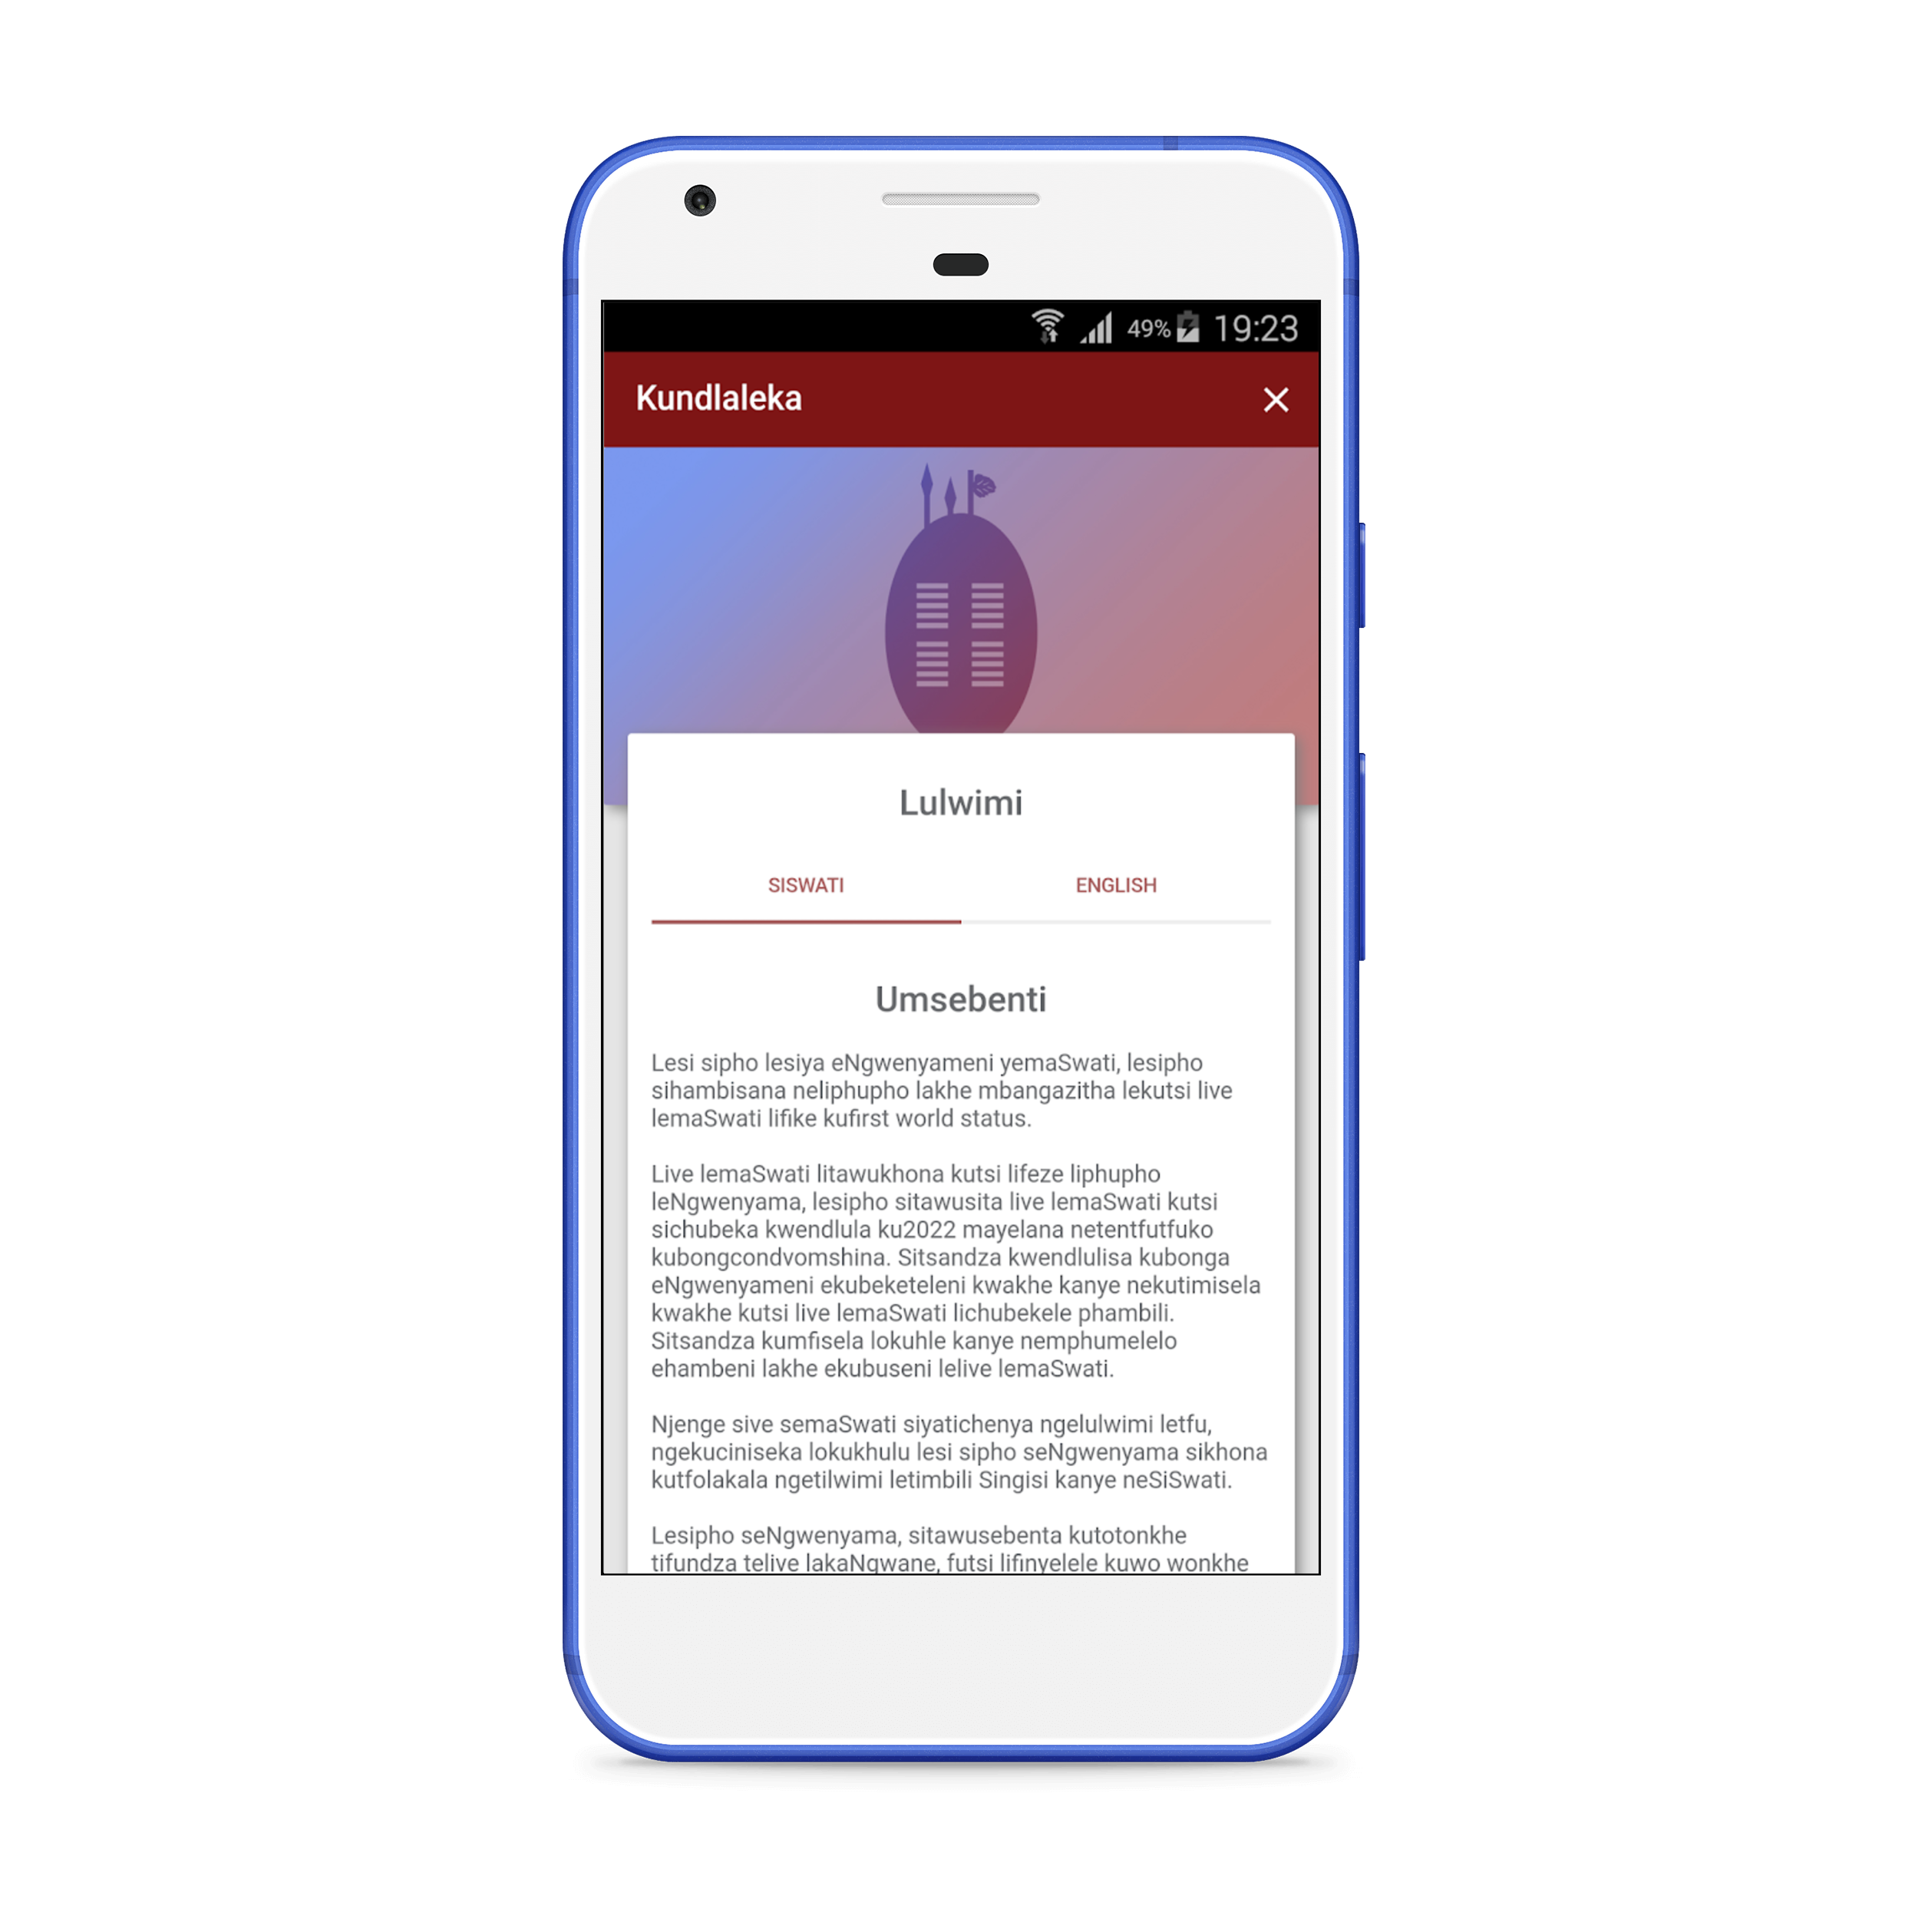 49% 19:23
Kundlaleka
Lulwimi
SISWATI ENGLISH
Umsebenti
Lesi sipho lesiya eNgwenyameni yemaSwati, lesipho
sihambisana neliphupho lakhe mbangazitha lekutsi live
lemaSwati lifike kufirst world status.
Live lemaSwati litawukhona kutsi lifeze liphupho
leNgwenyama, lesipho sitawusita live lemaSwati kutsi
sichubeka kwendlula ku2022 mayelana netentfutfuko
kubongcondvomshina. Sitsandza kwendlulisa kubonga
eNgwenyameni ekubeketeleni kwakhe kanye nekutimisela
kwakhe kutsi live lemaSwati lichubekele phambili.
Sitsandza kumfisela lokuhle kanye nemphumelelo
ehambeni lakhe ekubuseni lelive lemaSwati.
Njenge sive semaSwati siyatichenya ngelulwimi letfu,
ngekuciniseka lokukhulu lesi sipho seNgwenyama sikhona
kutfolakala ngetilwimi letimbili Singisi kanye neSiSwati.
Lesipho seNgwenyama, sitawusebenta kutotonkhe
tifundza telive lakaNgwane, futsi lifinyelele kuwo wonkhe